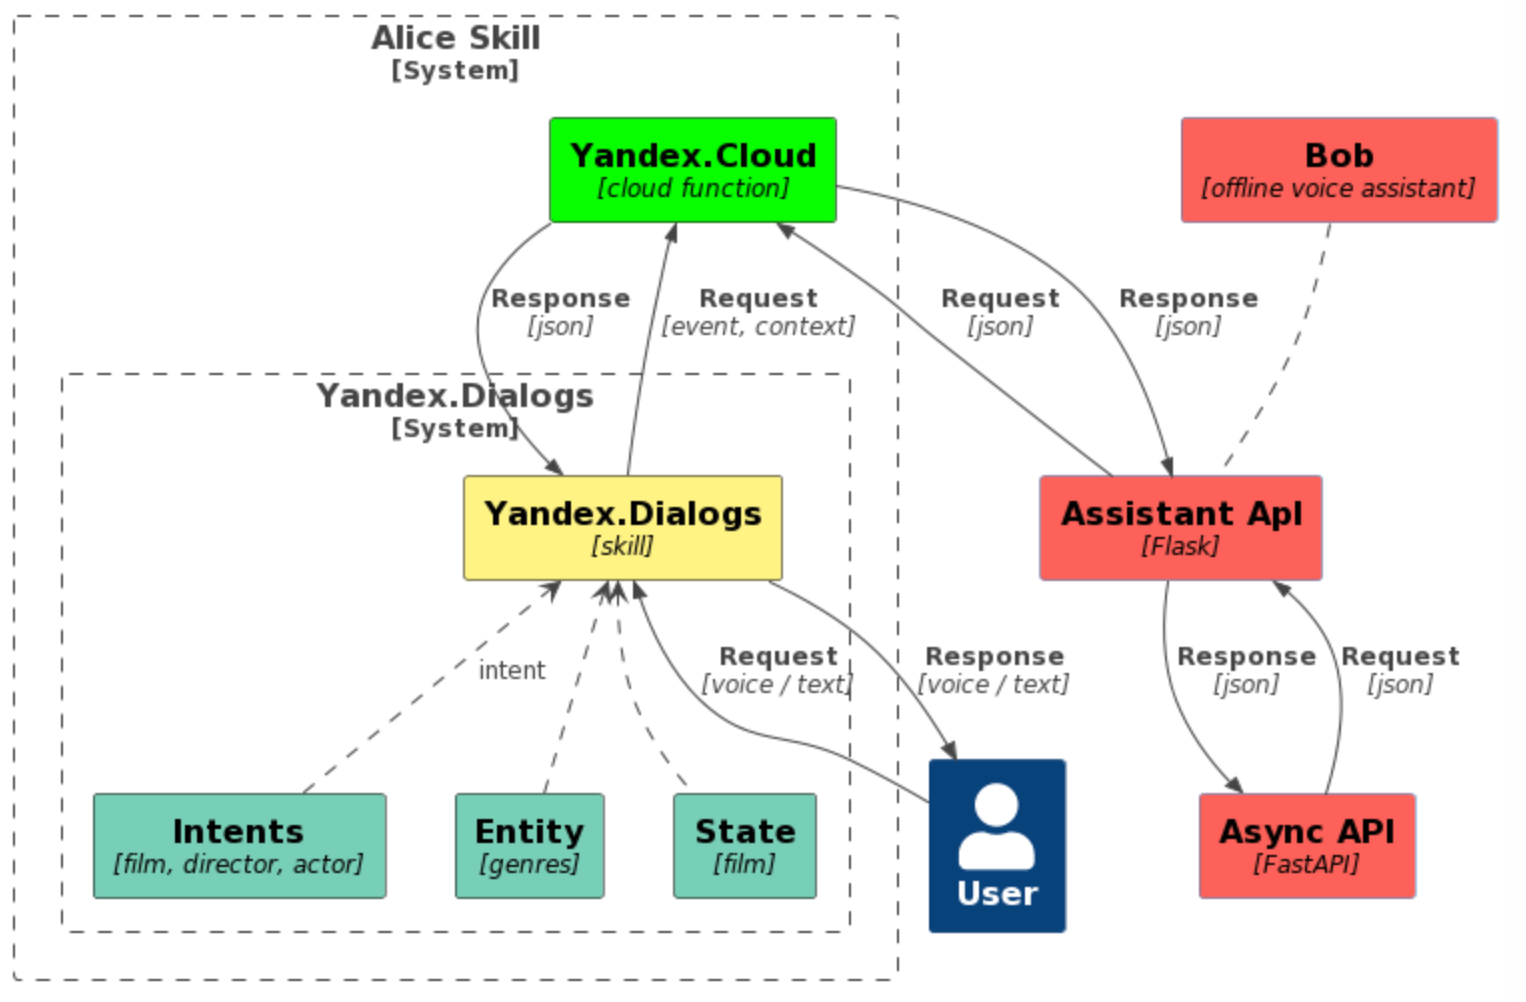 Alice Skill
[System]
Yandex.Cloud
[cloud function]
Bob
[offline voice assistant]
Response
[json]
Request
[event, context]
Request
[json]
Response
[json]
Yandex.Dialogs
[System]
Yandex.Dialogs
[skill]
Assistant ApI
[Flask]
intent
Request
[voice / text]
Response
[voice / text]
Response
[json]
Request
[json]
Intents
[film, director, actor]
Entity
[genres]
State
[film]
User
Async API
[FastAPI]